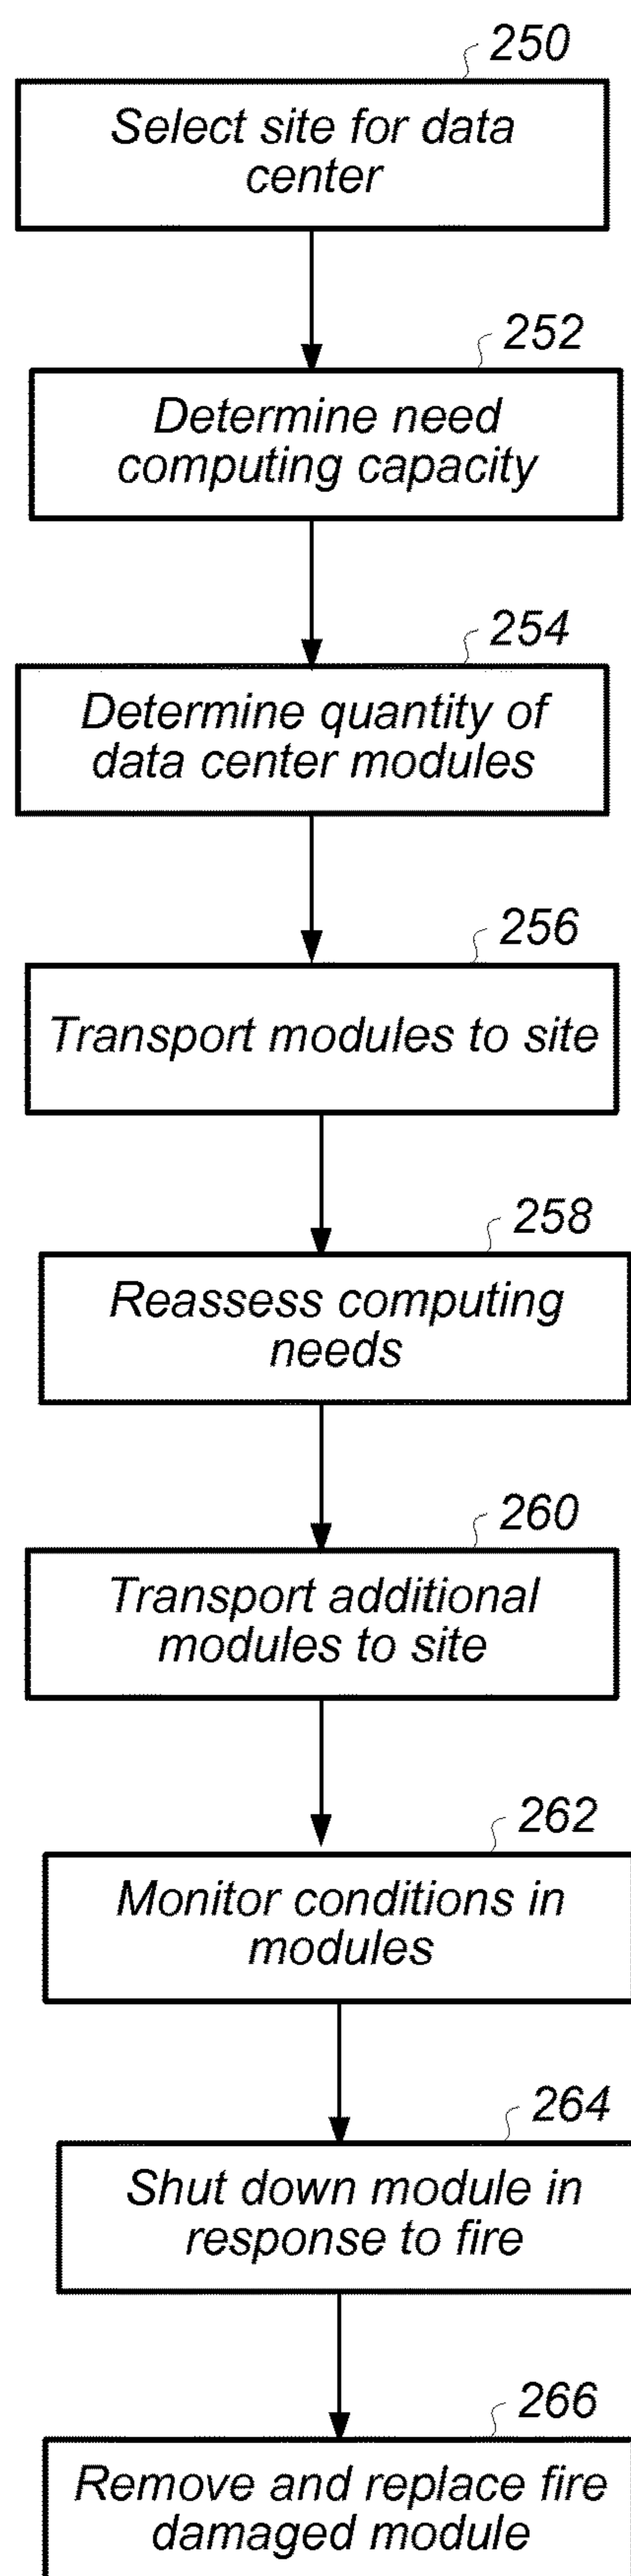 250
Select site for data
center
252
Determine need
computing capacity
254
Determine quantity of
data center modules
256
Transport modules to site
258
Reassess computing
needs
260
Transport additional
modules to site
262
Monitor conditions in
modules
264
Shut down module in
response to fire
266
Remove and replace fire
damaged module